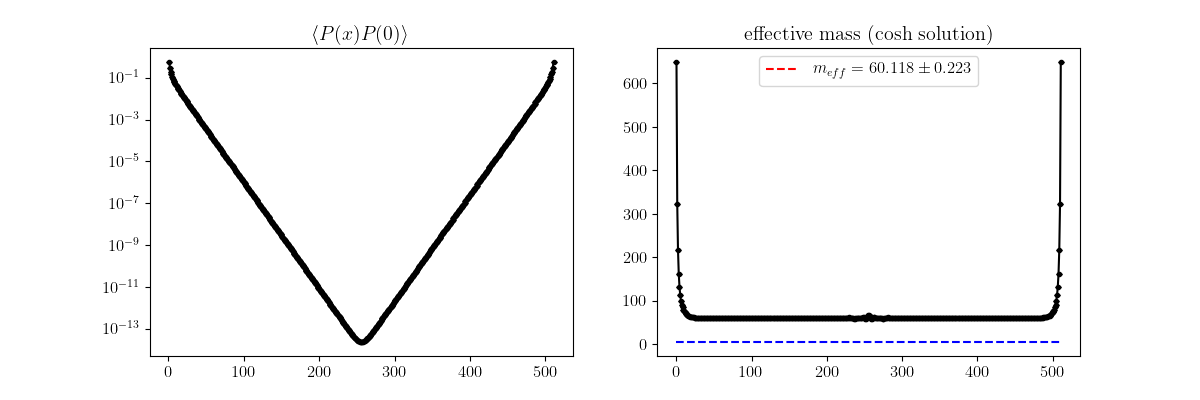 ⟨P(x)P(0)⟩
10⁻¹
10⁻³
10⁻⁵
10⁻⁷
10⁻⁹
10⁻¹¹
10⁻¹³
0 100 200 300 400 500
effective mass (cosh solution)
m_eff = 60.118 ± 0.223
600
500
400
300
200
100
0
0 100 200 300 400 500